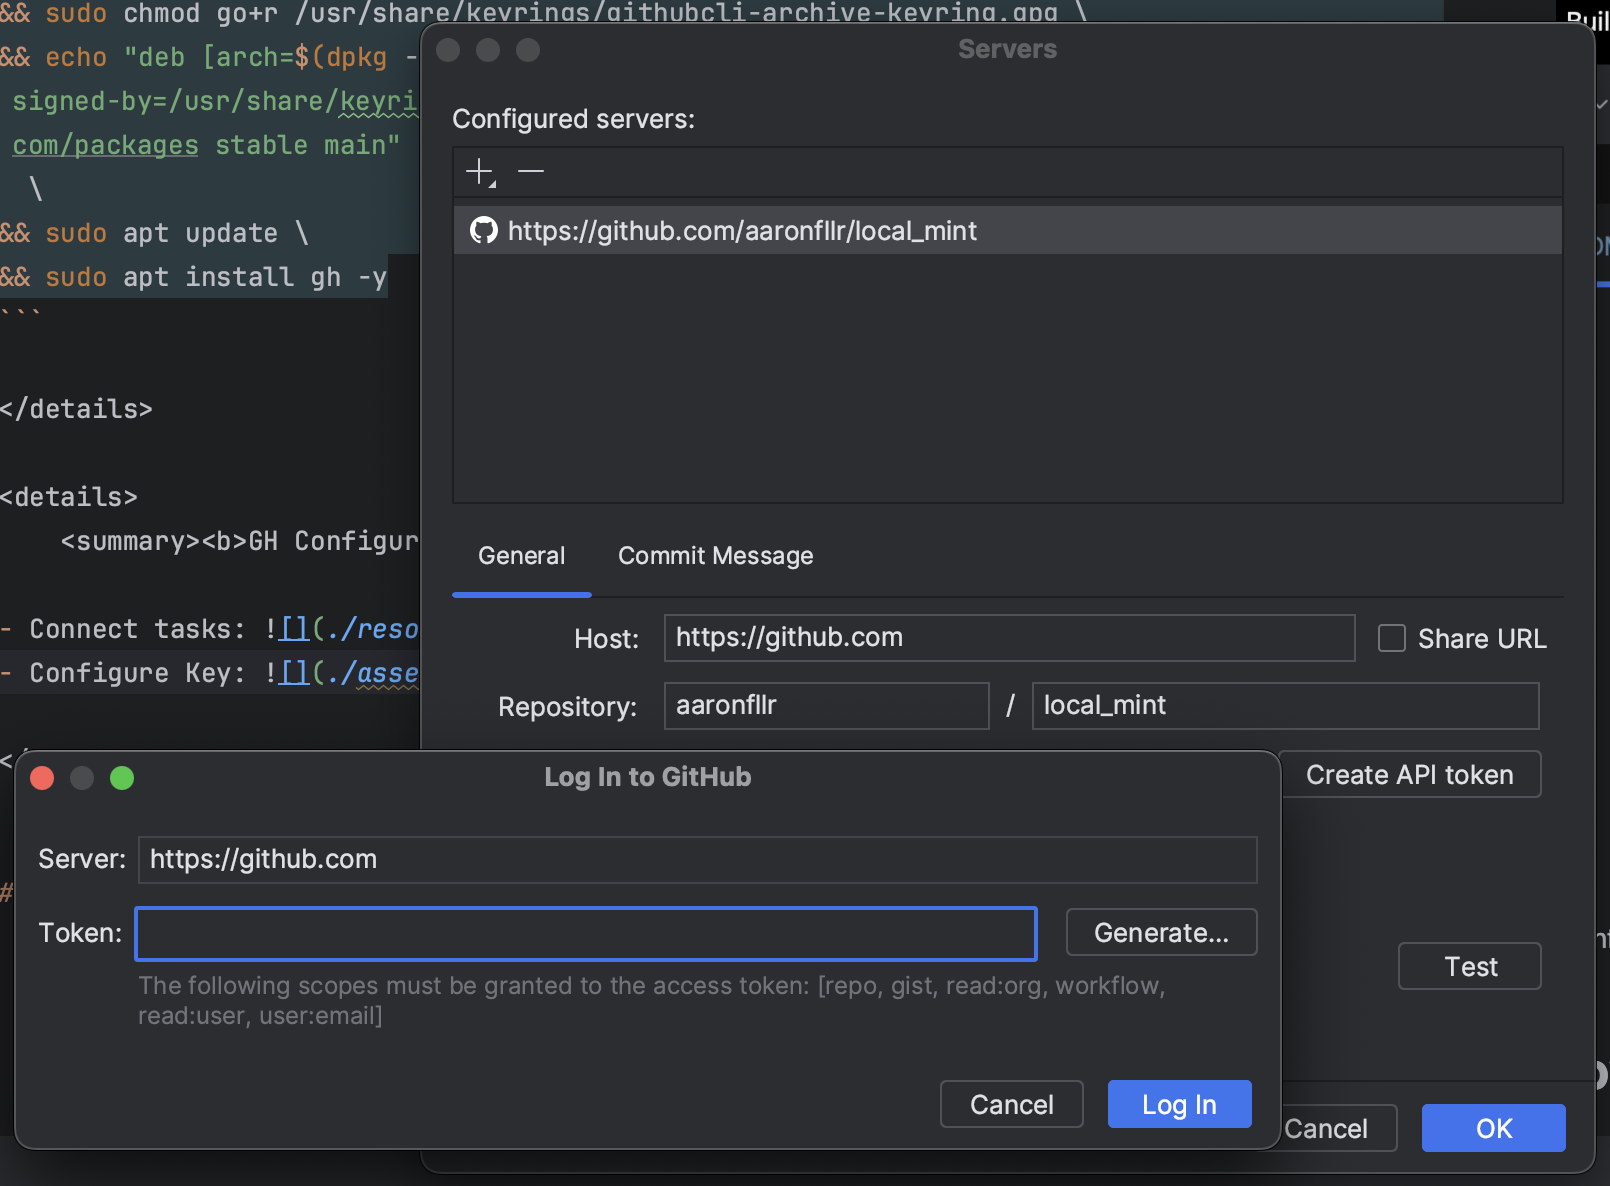 && sudo chmod go+r /usr/share/keyrings/githubcli-archive-keyring.gpg \
&& echo "deb [arch=$(dpkg -
signed-by=/usr/share/keyri
com/packages stable main"
\
&& sudo apt update \
&& sudo apt install gh -y
```
</details>
<details>
<summary><b>GH Configur
- Connect tasks: ![](./reso
- Configure Key: ![](./asse
<
#
Buil
Servers
Configured servers:
https://github.com/aaronfllr/local_mint
General Commit Message
Host: https://github.com Share URL
Repository: aaronfllr / local_mint
Create API token
Test
Cancel OK
Log In to GitHub
Server: https://github.com
Token: Generate...
The following scopes must be granted to the access token: [repo, gist, read:org, workflow,
read:user, user:email]
Cancel Log In